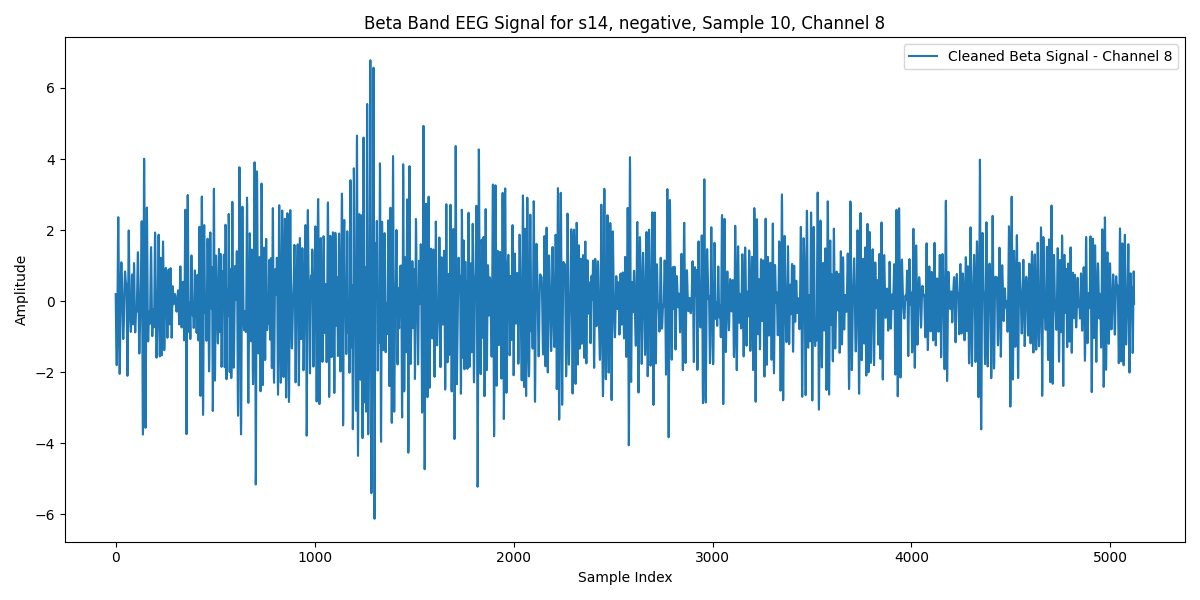 Beta Band EEG Signal for s14, negative, Sample 10, Channel 8
Cleaned Beta Signal - Channel 8
Amplitude
6
4
2
0
−2
−4
−6
0 1000 2000 3000 4000 5000
Sample Index